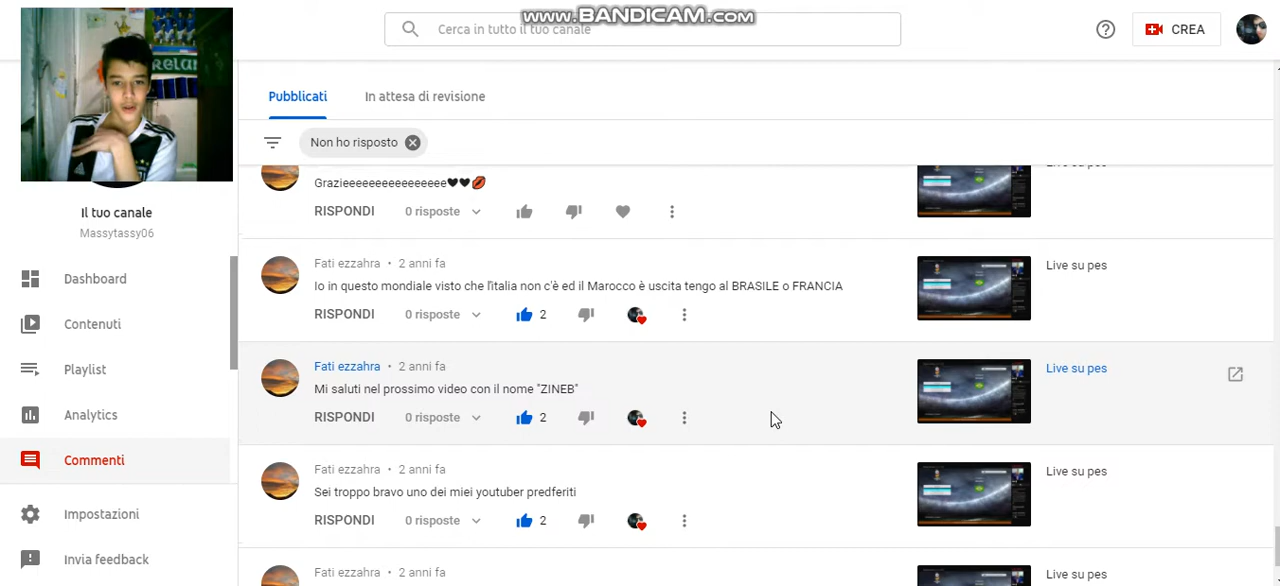 www.BANDICAM.com
Cerca in tutto il tuo canale
CREA
Pubblicati
In attesa di revisione
Non ho risposto
Grazieeeeeeeeeeeeeee🖤🖤💋
RISPONDI 0 risposte
Il tuo canale
Massytassy06
Dashboard
Contenuti
Playlist
Analytics
Commenti
Impostazioni
Invia feedback
Fati ezzahra • 2 anni fa
Io in questo mondiale visto che l'italia non c'è ed il Marocco è uscita tengo al BRASILE o FRANCIA
RISPONDI 0 risposte 2
Live su pes
Fati ezzahra • 2 anni fa
Mi saluti nel prossimo video con il nome "ZINEB"
RISPONDI 0 risposte 2
Live su pes
Fati ezzahra • 2 anni fa
Sei troppo bravo uno dei miei youtuber predferiti
RISPONDI 0 risposte 2
Live su pes
Fati ezzahra • 2 anni fa
Live su pes